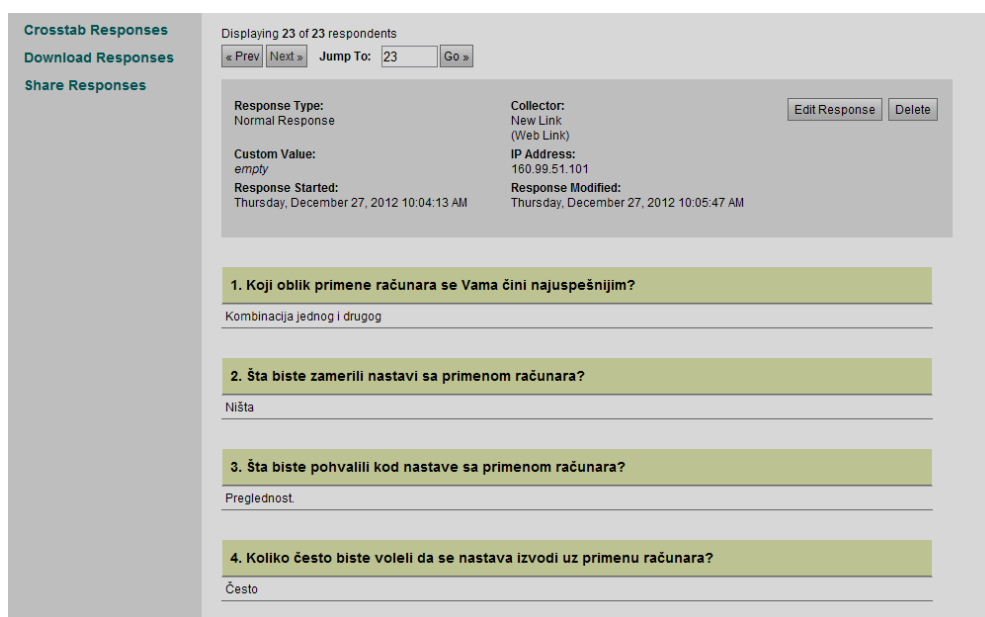 Crosstab Responses
Download Responses
Share Responses
Displaying 23 of 23 respondents
« Prev Next » Jump To: 23 Go »
Response Type:
Normal Response
Collector:
New Link
(Web Link)
Edit Response Delete
Custom Value:
empty
IP Address:
160.99.51.101
Response Started:
Thursday, December 27, 2012 10:04:13 AM
Response Modified:
Thursday, December 27, 2012 10:05:47 AM
1. Koji oblik primene računara se Vama čini najuspešnijim?
Kombinacija jednog i drugog
2. Šta biste zamerili nastavi sa primenom računara?
Ništa
3. Šta biste pohvalili kod nastave sa primenom računara?
Preglednost.
4. Koliko često biste voleli da se nastava izvodi uz primenu računara?
Često